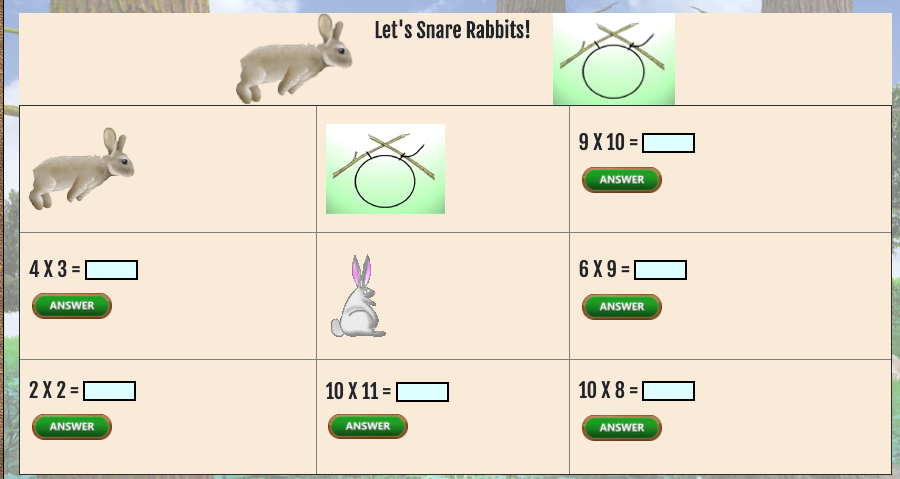 Let's Snare Rabbits!
9 X 10 =
ANSWER
4 X 3 =
ANSWER
6 X 9 =
ANSWER
2 X 2 =
ANSWER
10 X 11 =
ANSWER
10 X 8 =
ANSWER